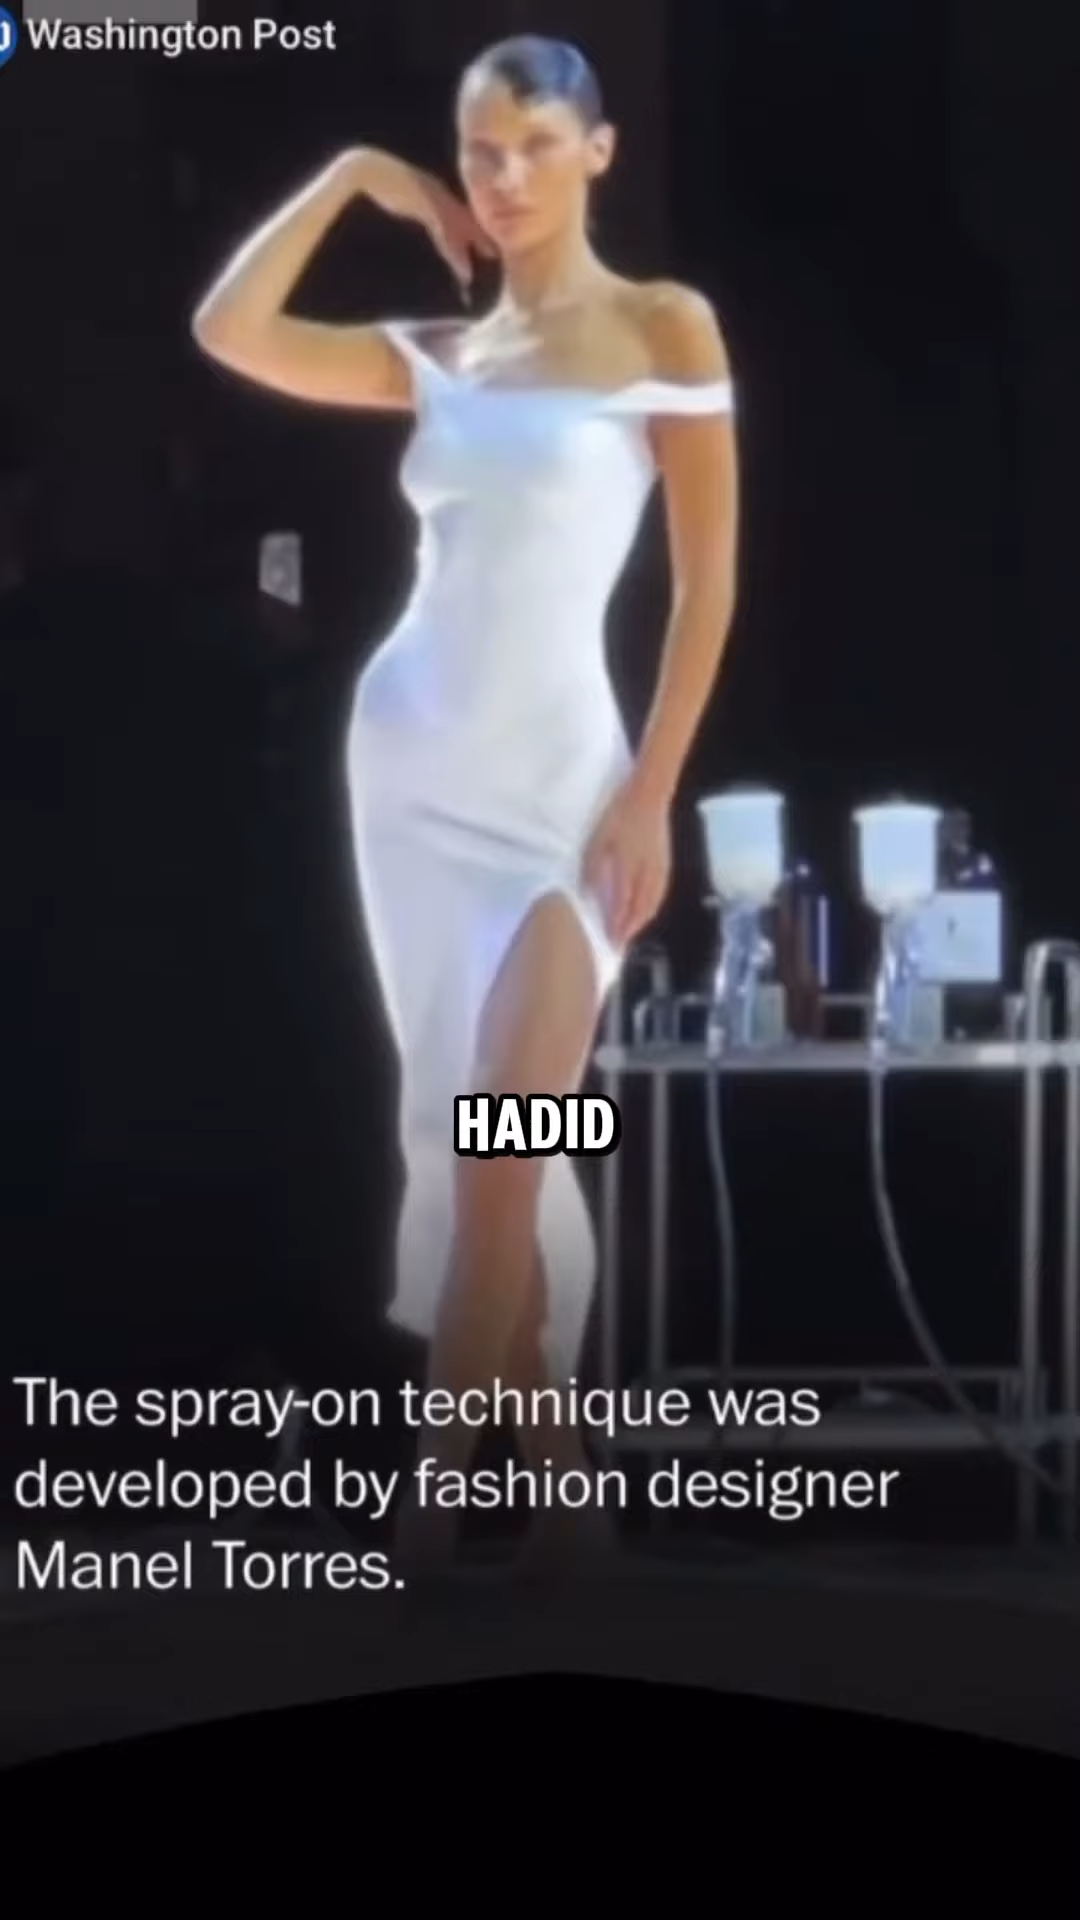 Washington Post
HADID
The spray-on technique was
developed by fashion designer
Manel Torres.